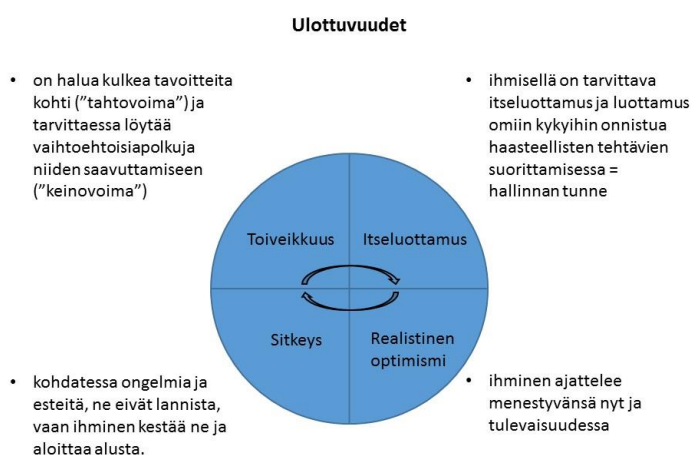 Ulottuvuudet
• on halua kulkea tavoitteita
kohti (”tahtovoima”) ja
tarvittaessa löytää
vaihtoehtoisiapolkuja
niiden saavuttamiseen
(”keinovoima”)
• ihmisellä on tarvittava
itseluottamus ja luottamus
omiin kykyihin onnistua
haasteellisten tehtävien
suorittamisessa =
hallinnan tunne
Toiveikkuus
Itseluottamus
Sitkeys
Realistinen
optimismi
• kohdatessa ongelmia ja
esteitä, ne eivät lannista,
vaan ihminen kestää ne ja
aloittaa alusta.
• ihminen ajattelee
menestyvänsä nyt ja
tulevaisuudessa